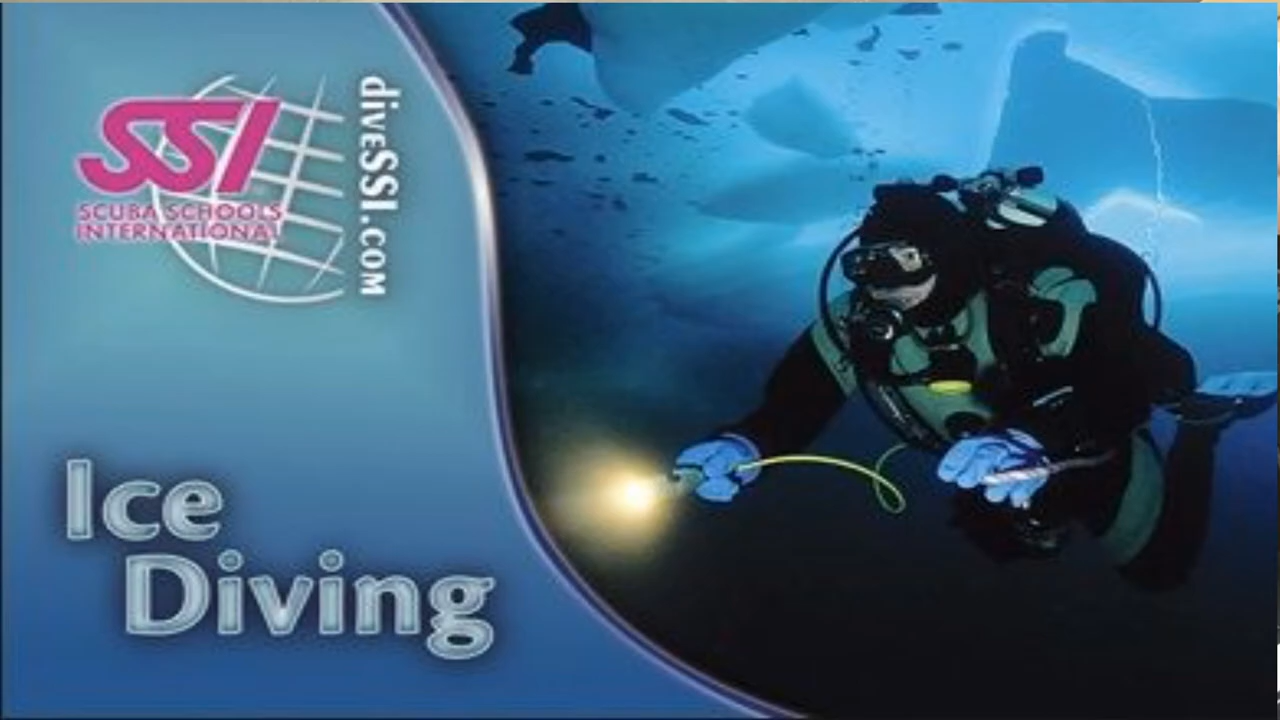 SSI
SCUBA SCHOOLS
INTERNATIONAL
diveSSI.com
Ice
Diving